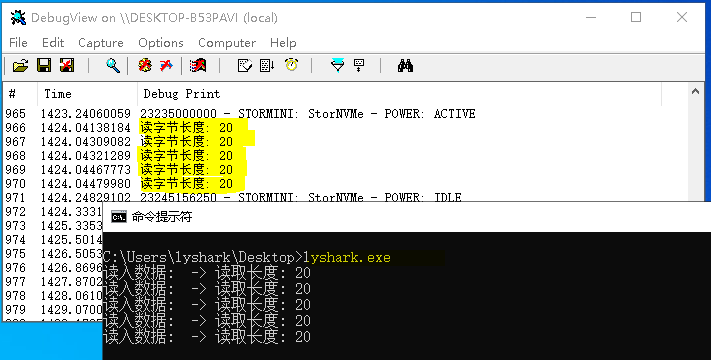 DebugView on \\DESKTOP-B53PAVI (local)
File Edit Capture Options Computer Help
# Time Debug Print
965 1423.24060059 23235000000 - STORMINI: StorNVMe - POWER: ACTIVE
966 1424.04138184 读字节长度: 20
967 1424.04309082 读字节长度: 20
968 1424.04321289 读字节长度: 20
969 1424.04467773 读字节长度: 20
970 1424.04479980 读字节长度: 20
971 1424.24829102 23245156250 - STORMINI: StorNVMe - POWER: IDLE
972 1424.3331
973 1425.3353
974 1425.5014
975 1426.5053
976 1426.8696
977 1427.8702
978 1428.0610
979 1429.0700
命令提示符
C:\Users\lyshark\Desktop>lyshark.exe
读入数据: -> 读取长度: 20
读入数据: -> 读取长度: 20
读入数据: -> 读取长度: 20
读入数据: -> 读取长度: 20
读入数据: -> 读取长度: 20